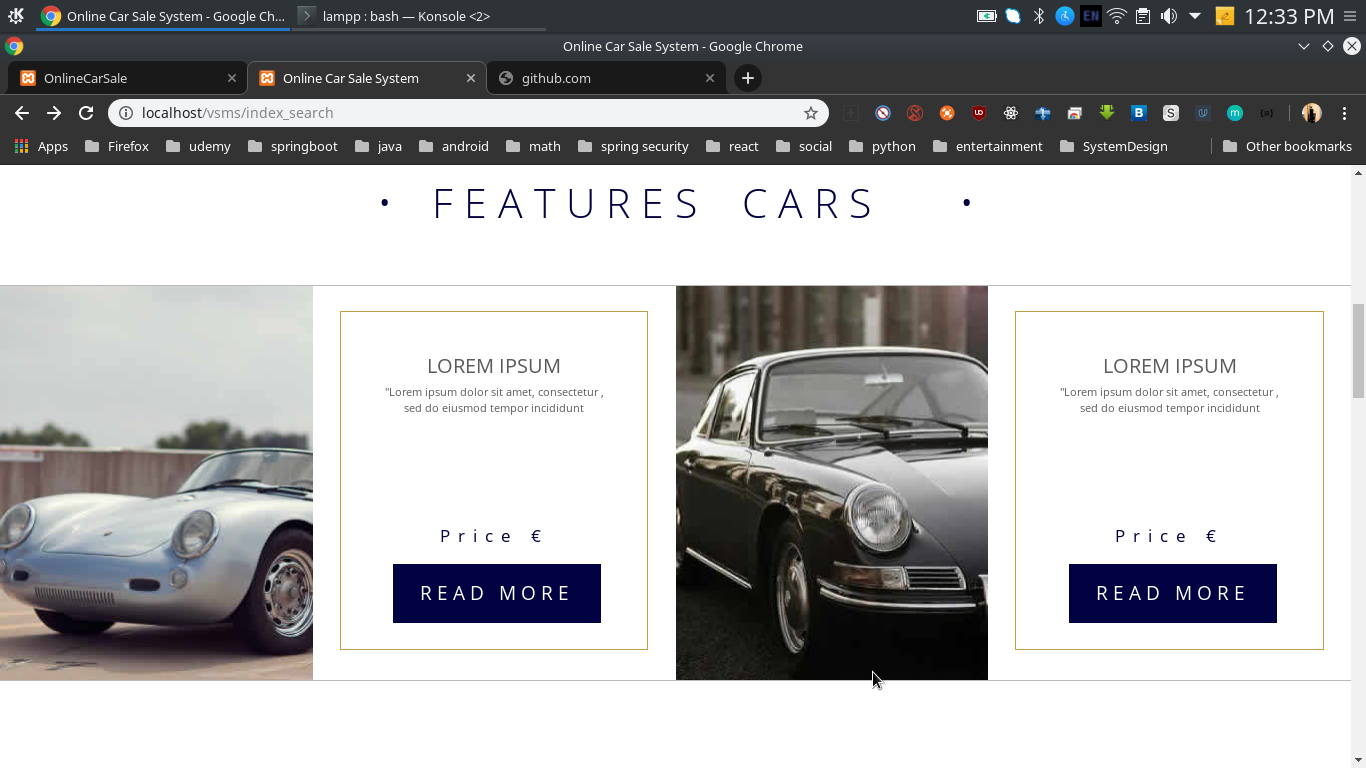 Online Car Sale System - Google Ch...
lampp : bash — Konsole <2>
EN
12:33 PM
Online Car Sale System - Google Chrome
OnlineCarSale
Online Car Sale System
github.com
localhost/vsms/index_search
Apps
Firefox
udemy
springboot
java
android
math
spring security
react
social
python
entertainment
SystemDesign
Other bookmarks
• FEATURES CARS •
LOREM IPSUM
"Lorem ipsum dolor sit amet, consectetur ,
sed do eiusmod tempor incididunt
Price €
READ MORE
LOREM IPSUM
"Lorem ipsum dolor sit amet, consectetur ,
sed do eiusmod tempor incididunt
Price €
READ MORE